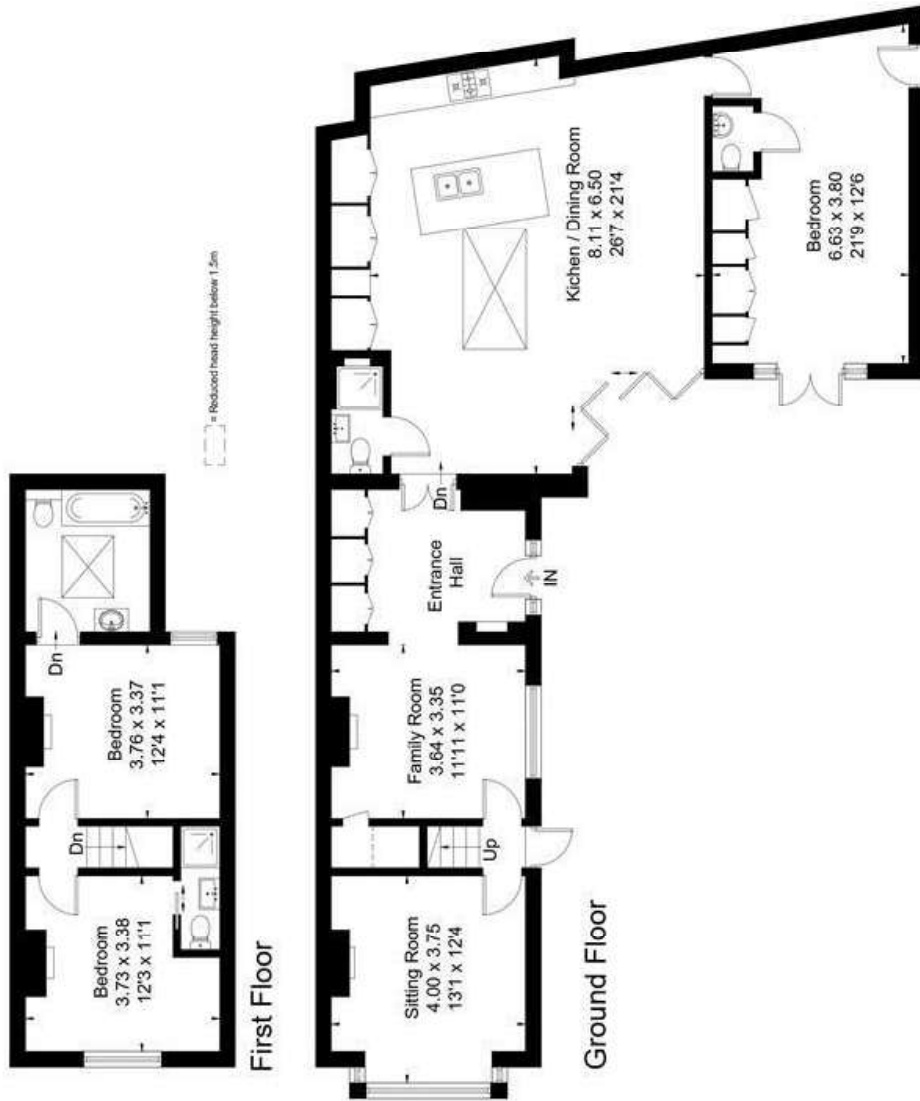 = Reduced head height below 1.5m
Dn
Bedroom
3.76 x 3.37
12'4 x 11'1
Dn
Bedroom
3.73 x 3.38
12'3 x 11'1
First Floor
Kichen / Dining Room
8.11 x 6.50
26'7 x 21'4
Bedroom
6.63 x 3.80
21'9 x 12'6
Dn
Entrance
Hall
IN
Family Room
3.64 x 3.35
11'11 x 11'0
Up
Sitting Room
4.00 x 3.75
13'1 x 12'4
Ground Floor